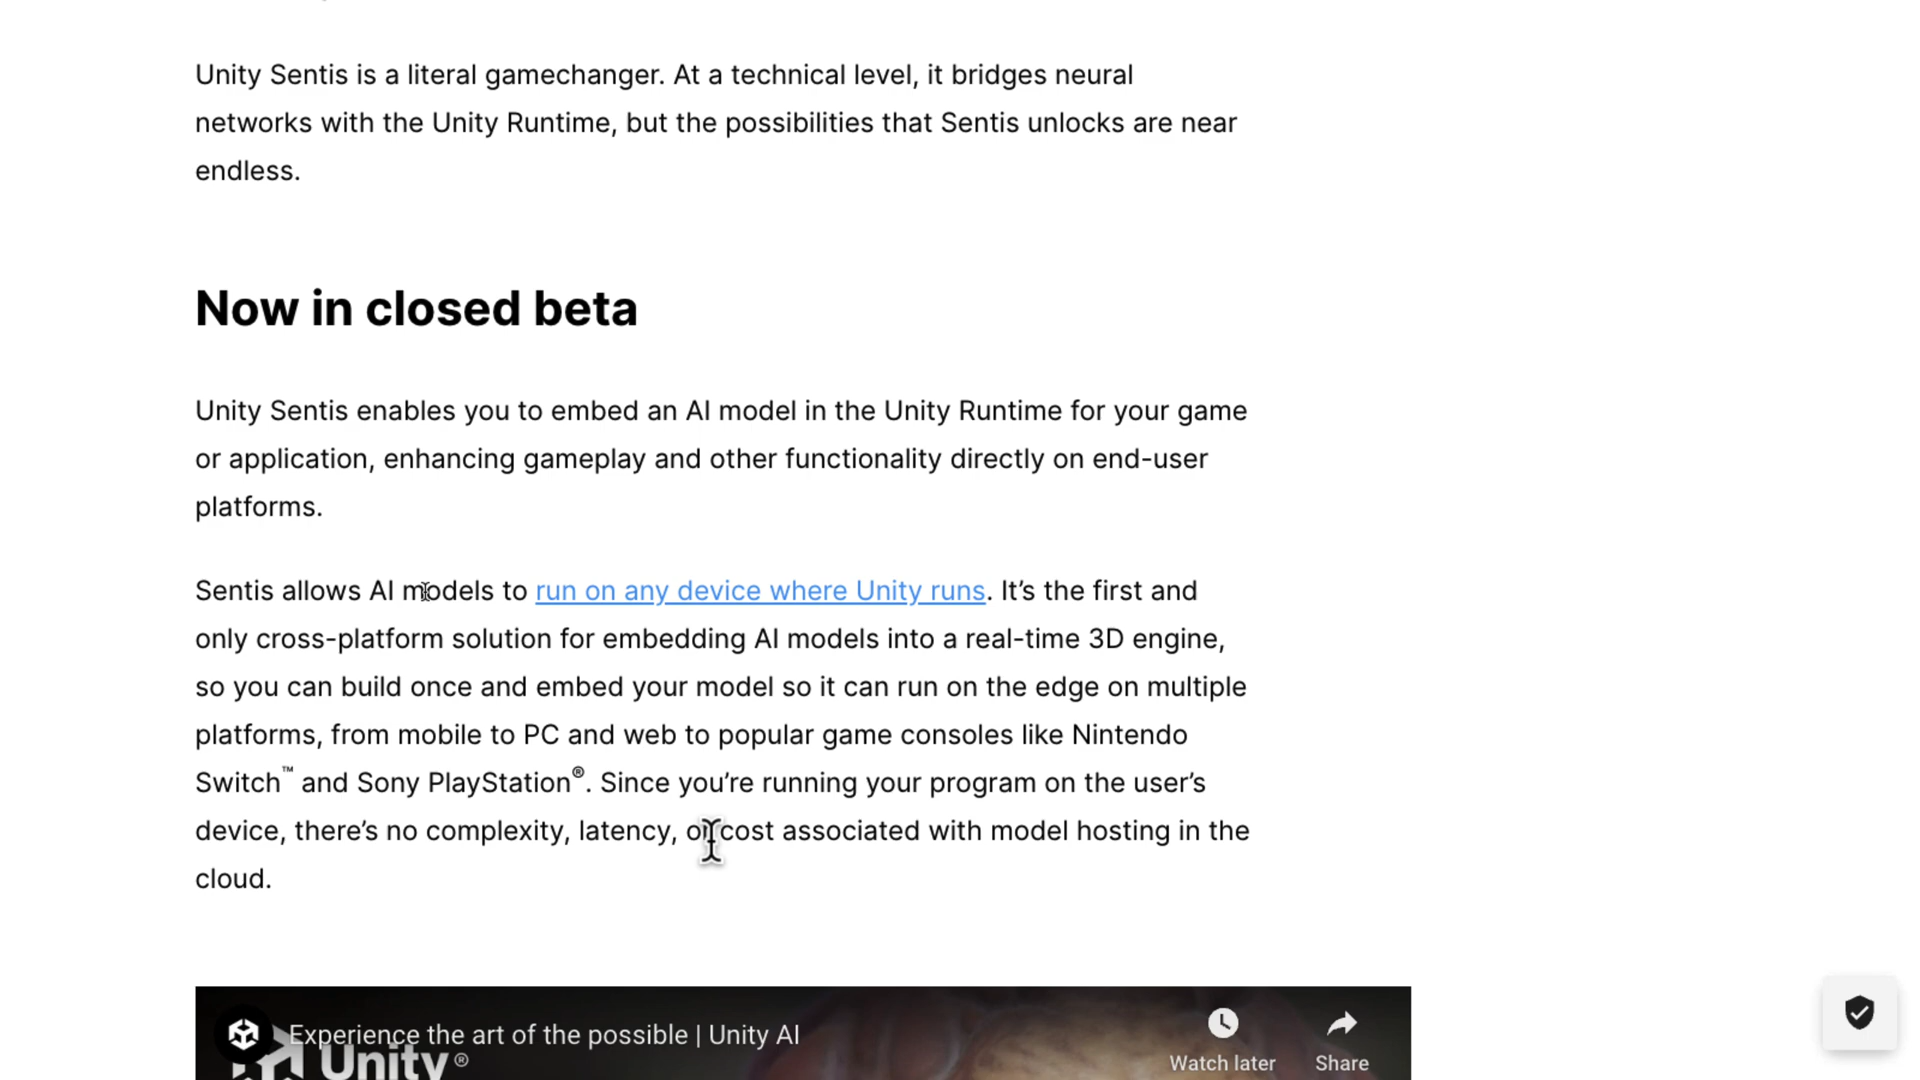 Unity Sentis is a literal gamechanger. At a technical level, it bridges neural
networks with the Unity Runtime, but the possibilities that Sentis unlocks are near
endless.
Now in closed beta
Unity Sentis enables you to embed an AI model in the Unity Runtime for your game
or application, enhancing gameplay and other functionality directly on end-user
platforms.
Sentis allows AI models to run on any device where Unity runs. It’s the first and
only cross-platform solution for embedding AI models into a real-time 3D engine,
so you can build once and embed your model so it can run on the edge on multiple
platforms, from mobile to PC and web to popular game consoles like Nintendo
Switch™ and Sony PlayStation®. Since you’re running your program on the user’s
device, there’s no complexity, latency, or cost associated with model hosting in the
cloud.
Experience the art of the possible | Unity AI
Unity®
Watch later
Share